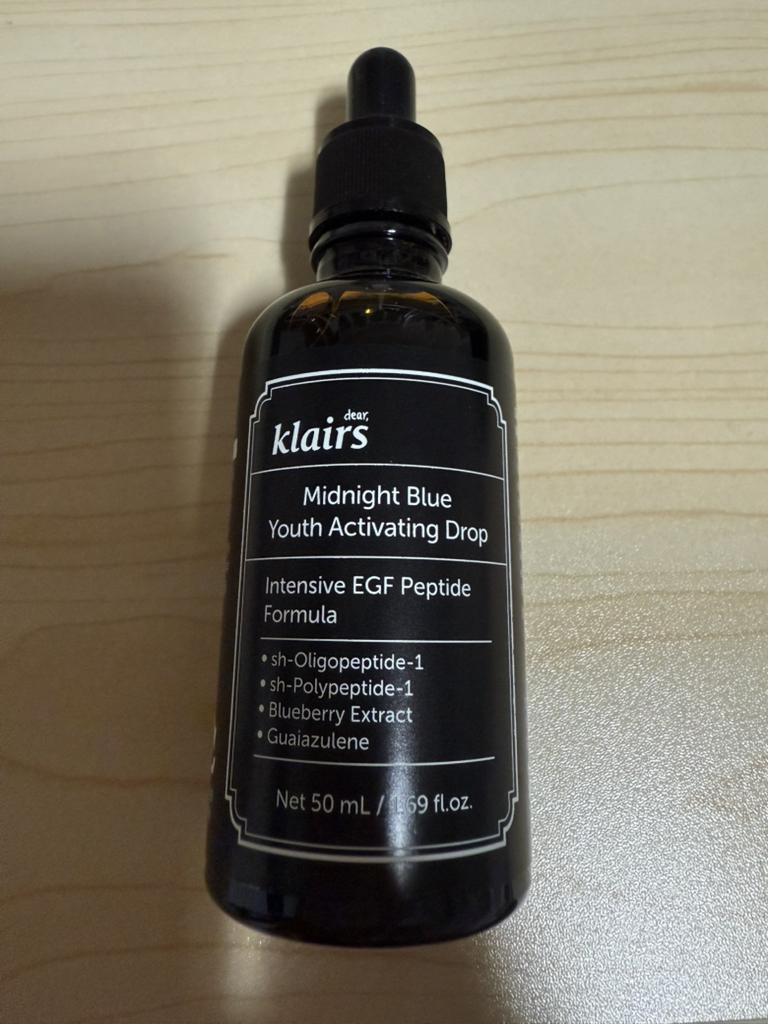 dear,
klairs
Midnight Blue
Youth Activating Drop
Intensive EGF Peptide
Formula
• sh-Oligopeptide-1
• sh-Polypeptide-1
• Blueberry Extract
• Guaiazulene
Net 50 mL / 1.69 fl.oz.